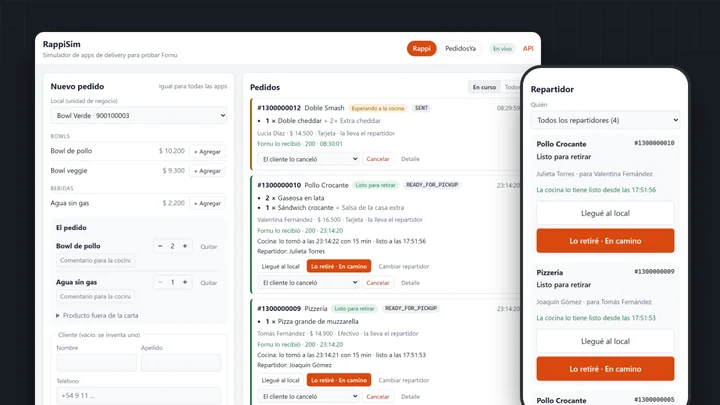 RappiSim
Simulador de apps de delivery para probar Fornu
Rappi
PedidosYa
En vivo
API
Nuevo pedido
Igual para todas las apps
Local (unidad de negocio)
Bowl Verde · 900100003
BOWLS
Bowl de pollo
$ 10.200
+ Agregar
Bowl veggie
$ 9.300
+ Agregar
BEBIDAS
Agua sin gas
$ 2.200
+ Agregar
El pedido
Bowl de pollo
− 2 +
Quitar
Comentario para la cocina
Agua sin gas
− 1 +
Quitar
Comentario para la cocina
▶ Producto fuera de la carta
Cliente (vacío: se inventa uno)
Nombre
Apellido
Teléfono
+54 9 11 ...
Pedidos
En curso
Todos
#1300000012 Doble Smash Esperando a la cocina SENT
08:29:59
• 1 × Doble cheddar + 2× Extra cheddar
Lucía Díaz · $ 14.500 · Tarjeta · la lleva el repartidor
Fornu lo recibió · 200 · 08:30:01
El cliente lo canceló
Cancelar
Detalle
#1300000010 Pollo Crocante Listo para retirar READY_FOR_PICKUP
23:14:20
• 2 × Gaseosa en lata
• 1 × Sándwich crocante + Salsa de la casa extra
Valentina Fernández · $ 16.500 · Tarjeta · la lleva el repartidor
Fornu lo recibió · 200 · 23:14:20
Cocina: lo tomó a las 23:14:22 con 15 min · listo a las 17:51:56
Repartidor: Julieta Torres
Llegué al local
Lo retiré · En camino
Cambiar repartidor
El cliente lo canceló
Cancelar
Detalle
#1300000009 Pizzería Listo para retirar READY_FOR_PICKUP
23:14:20
• 1 × Pizza grande de muzzarella
Tomás Fernández · $ 14.900 · Efectivo · la lleva el repartidor
Fornu lo recibió · 200 · 23:14:20
Cocina: lo tomó a las 23:14:21 con 15 min · listo a las 17:51:53
Repartidor: Joaquín Gómez
Llegué al local
Lo retiré · En camino
Cambiar repartidor
El cliente lo canceló
Cancelar
Detalle
Repartidor
Quién
Todos los repartidores (4)
Pollo Crocante
#1300000010
Listo para retirar
Julieta Torres · para Valentina Fernández
La cocina lo tiene listo desde las 17:51:56
Llegué al local
Lo retiré · En camino
Pizzería
#1300000009
Listo para retirar
Joaquín Gómez · para Tomás Fernández
La cocina lo tiene listo desde las 17:51:53
Llegué al local
Lo retiré · En camino
Pollo Crocante
#1300000005